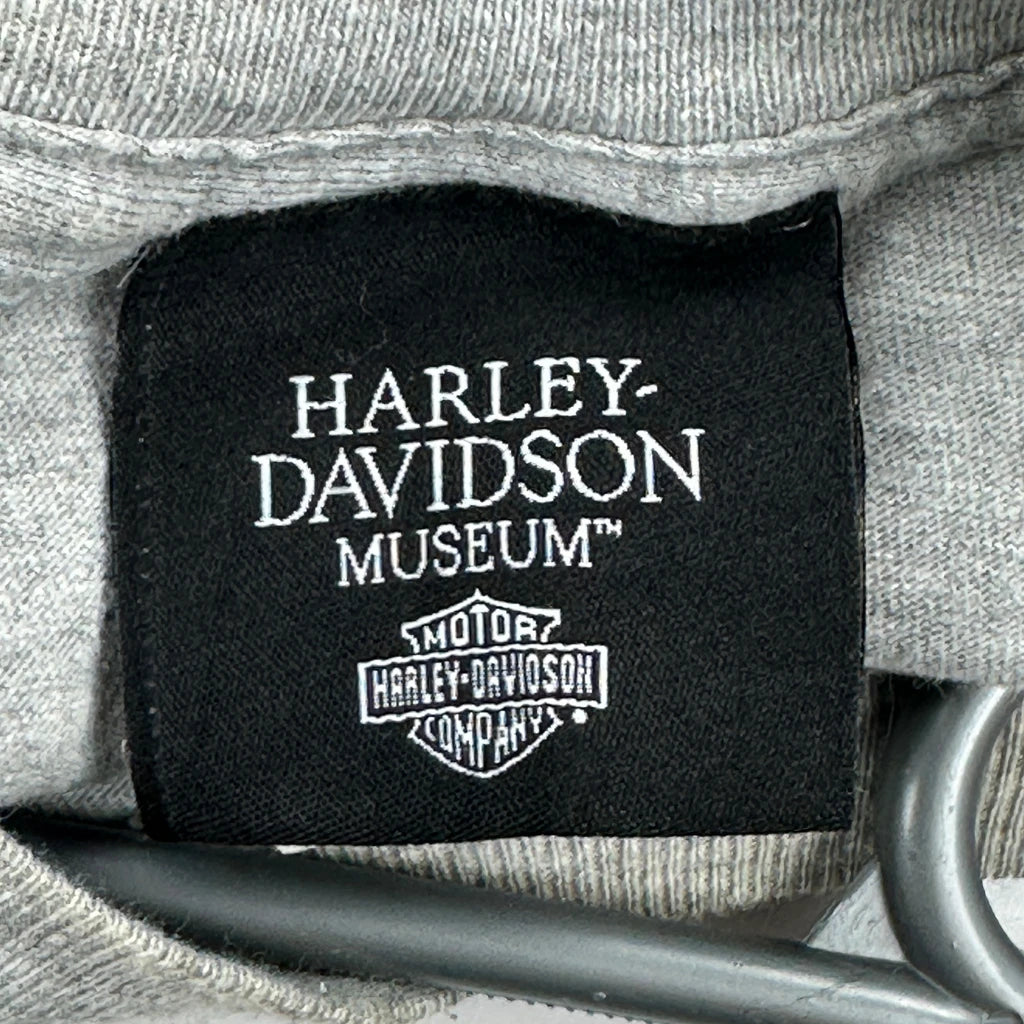 HARLEY-
DAVIDSON
MUSEUM™
MOTOR
HARLEY-DAVIDSON
COMPANY